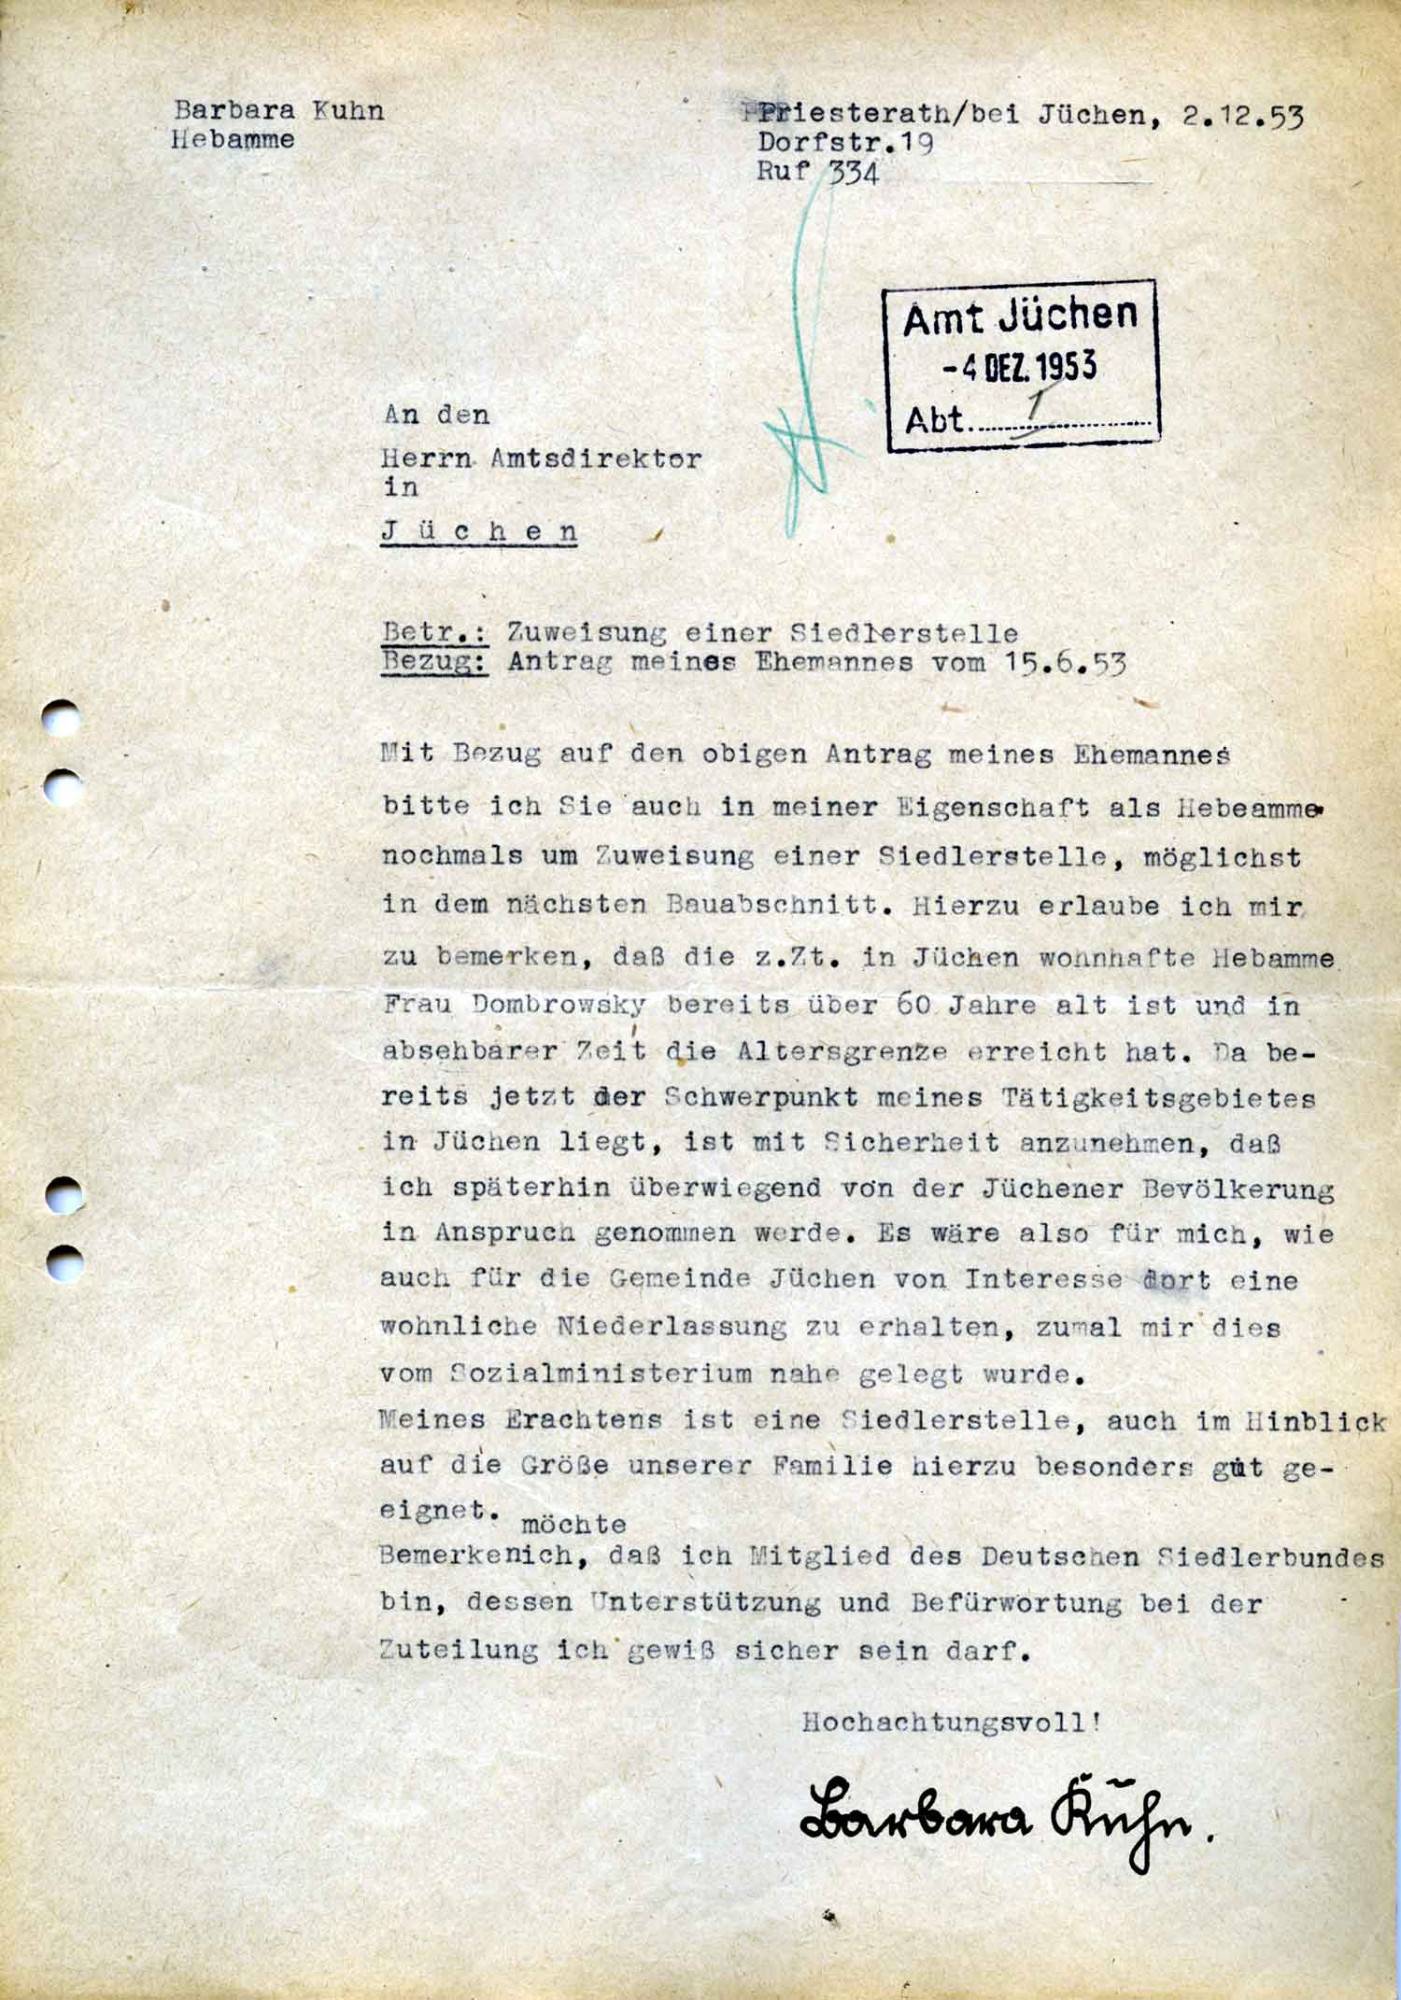 Barbara Kuhn
Hebamme
Priesterath/bei Jüchen, 2.12.53
Dorfstr.19
Ruf 334
Amt Jüchen
-4 DEZ. 1953
Abt. I
An den
Herrn Amtsdirektor
in
J ü c h e n
Betr.: Zuweisung einer Siedlerstelle
Bezug: Antrag meines Ehemannes vom 15.6.53
Mit Bezug auf den obigen Antrag meines Ehemannes
bitte ich Sie auch in meiner Eigenschaft als Hebeamme
nochmals um Zuweisung einer Siedlerstelle, möglichst
in dem nächsten Bauabschnitt. Hierzu erlaube ich mir
zu bemerken, daß die z.Zt. in Jüchen wohnhafte Hebamme
Frau Dombrowsky bereits über 60 Jahre alt ist und in
absehbarer Zeit die Altersgrenze erreicht hat. Da be-
reits jetzt der Schwerpunkt meines Tätigkeitsgebietes
in Jüchen liegt, ist mit Sicherheit anzunehmen, daß
ich späterhin überwiegend von der Jüchener Bevölkerung
in Anspruch genommen werde. Es wäre also für mich, wie
auch für die Gemeinde Jüchen von Interesse dort eine
wohnliche Niederlassung zu erhalten, zumal mir dies
vom Sozialministerium nahe gelegt wurde.
Meines Erachtens ist eine Siedlerstelle, auch im Hinblick
auf die Größe unserer Familie hierzu besonders gut ge-
eignet.
möchte
Bemerkenich, daß ich Mitglied des Deutschen Siedlerbundes
bin, dessen Unterstützung und Befürwortung bei der
Zuteilung ich gewiß sicher sein darf.
Hochachtungsvoll!
Barbara Kuhn.